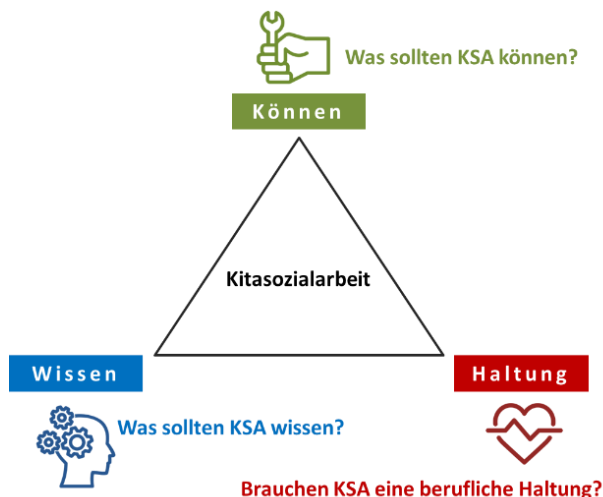 Was sollten KSA können?
Können
Kitasozialarbeit
Wissen
Haltung
Was sollten KSA wissen?
Brauchen KSA eine berufliche Haltung?